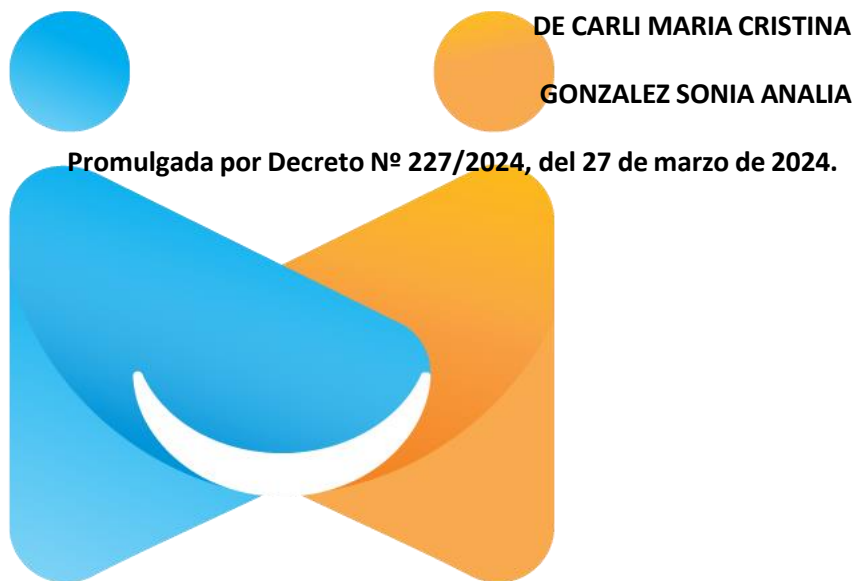 DE CARLI MARIA CRISTINA
GONZALEZ SONIA ANALIA
Promulgada por Decreto Nº 227/2024, del 27 de marzo de 2024.